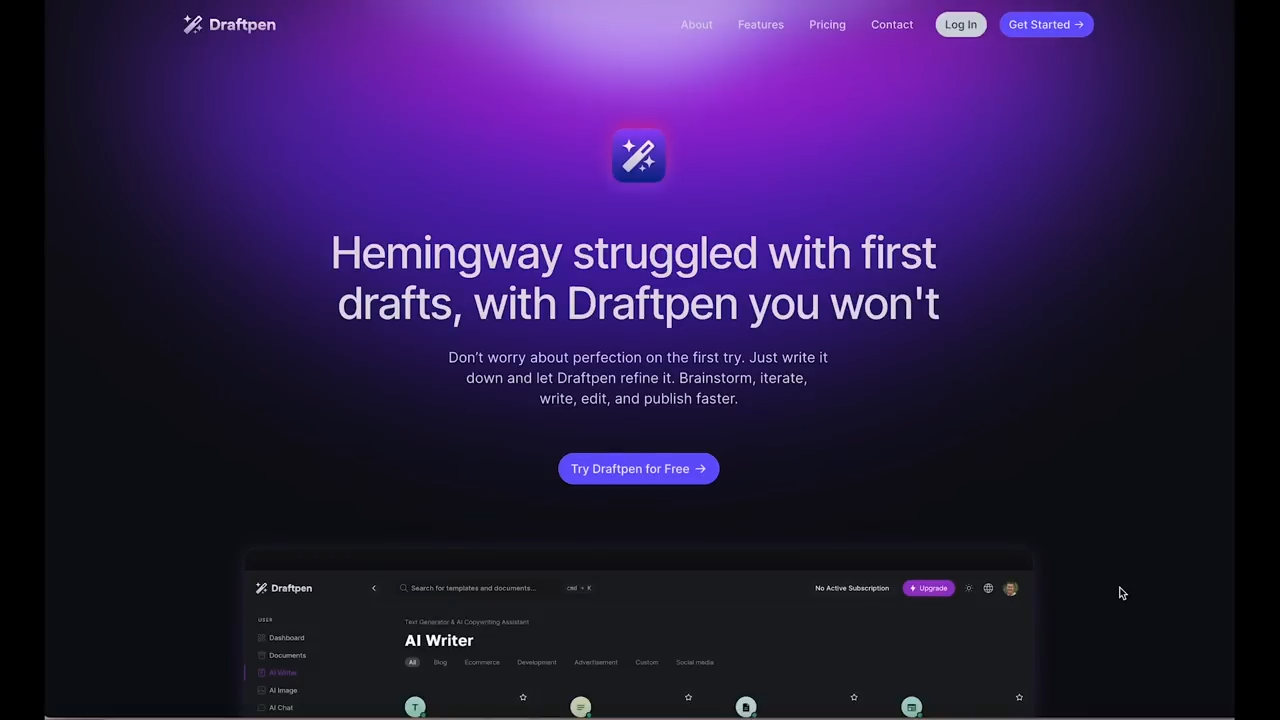 Draftpen
About
Features
Pricing
Contact
Log In
Get Started →
Hemingway struggled with first
drafts, with Draftpen you won't
Don't worry about perfection on the first try. Just write it
down and let Draftpen refine it. Brainstorm, iterate,
write, edit, and publish faster.
Try Draftpen for Free →
Draftpen
Search for templates and documents...
cmd + K
No Active Subscription
Upgrade
USER
Dashboard
Documents
AI Writer
AI Image
AI Chat
Text Generator & AI Copywriting Assistant
AI Writer
All
Blog
Ecommerce
Development
Advertisement
Custom
Social media
T